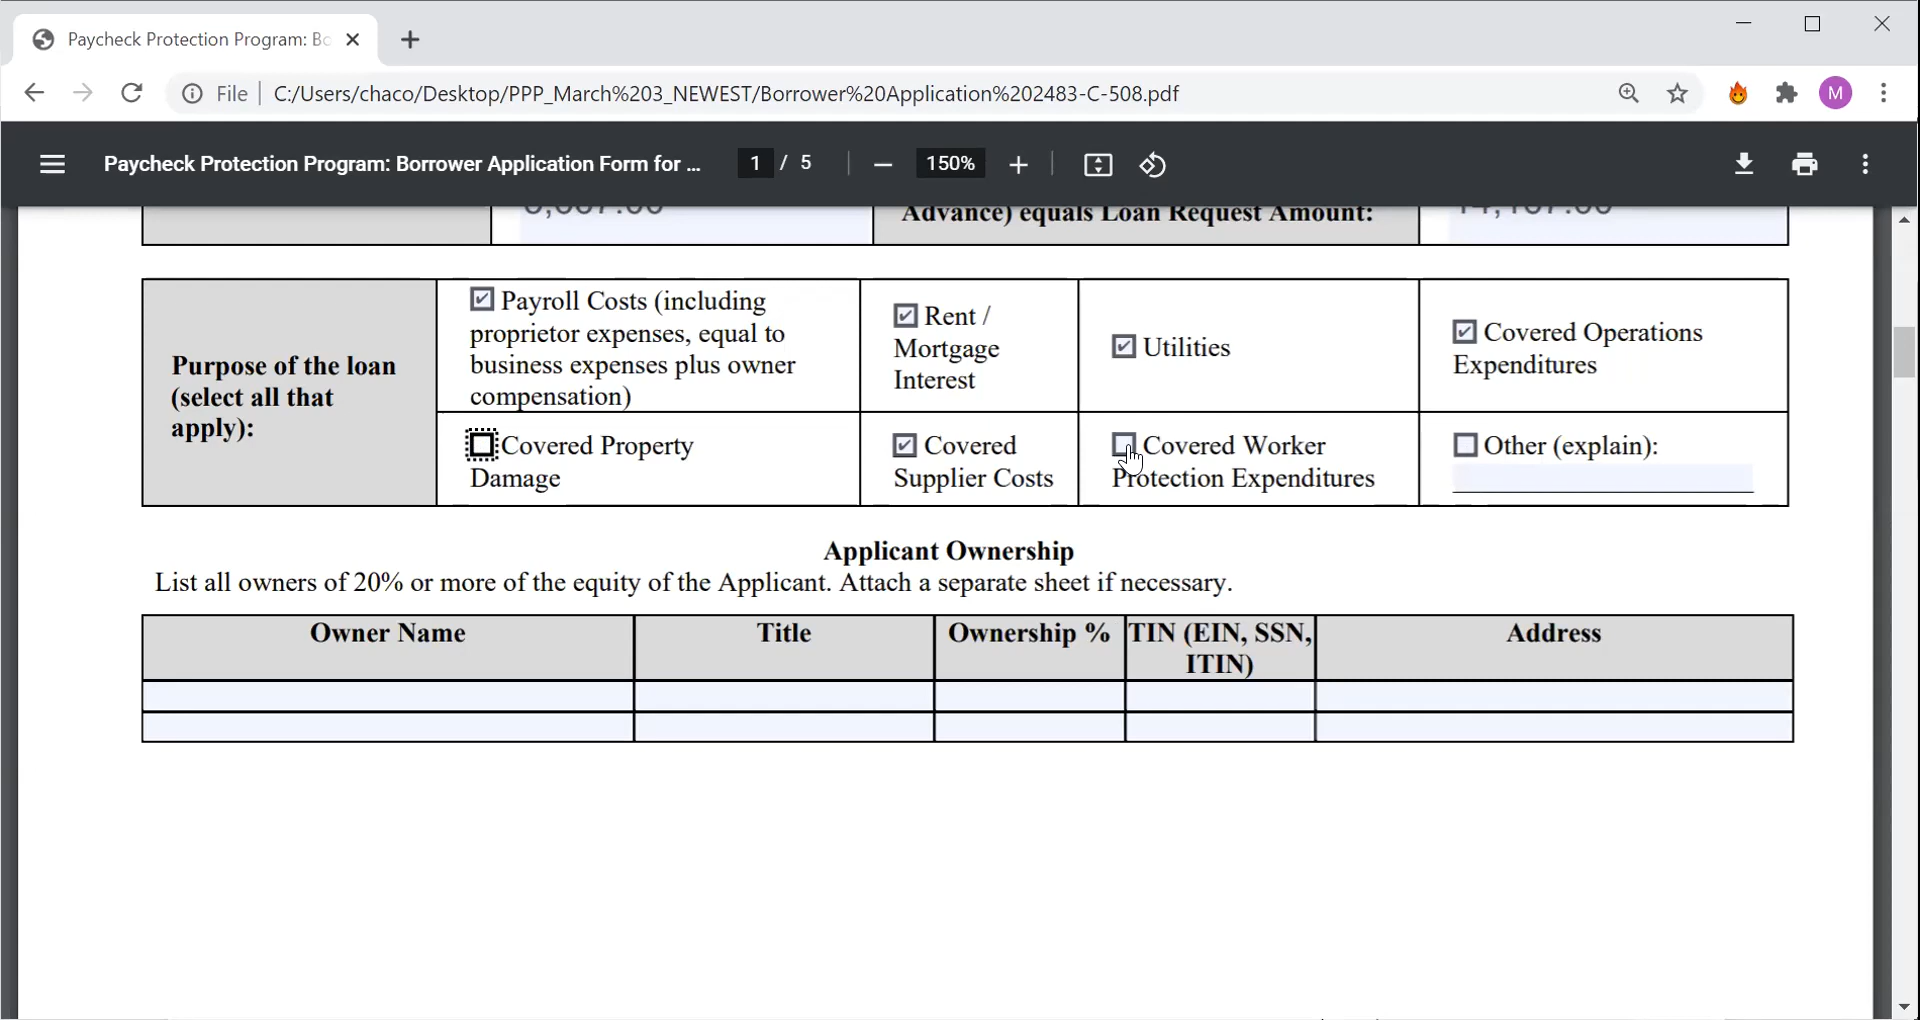 Paycheck Protection Program: Bo
File C:/Users/chaco/Desktop/PPP_March%203_NEWEST/Borrower%20Application%202483-C-508.pdf
M
Paycheck Protection Program: Borrower Application Form for ...
1 / 5
150%
Advance) equals Loan Request Amount:
Purpose of the loan
(select all that
apply):
Payroll Costs (including
proprietor expenses, equal to
business expenses plus owner
compensation)
Rent /
Mortgage
Interest
Utilities
Covered Operations
Expenditures
Covered Property
Damage
Covered
Supplier Costs
Covered Worker
Protection Expenditures
Other (explain):
Applicant Ownership
List all owners of 20% or more of the equity of the Applicant. Attach a separate sheet if necessary.
Owner Name
Title
Ownership %
TIN (EIN, SSN,
ITIN)
Address